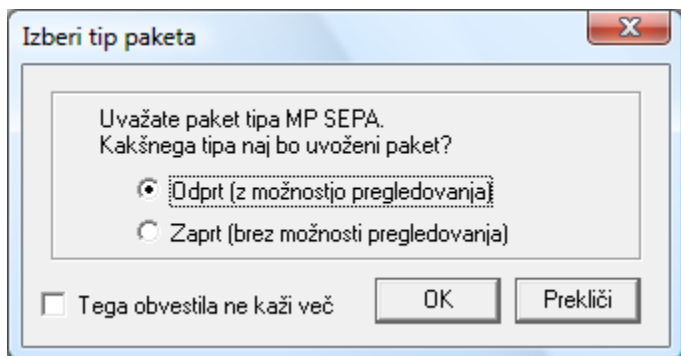 Izberi tip paketa
Uvažate paket tipa MP SEPA.
Kakšnega tipa naj bo uvoženi paket?
Odprt (z možnostjo pregledovanja)
Zaprt (brez možnosti pregledovanja)
Tega obvestila ne kaži več
OK
Prekliči